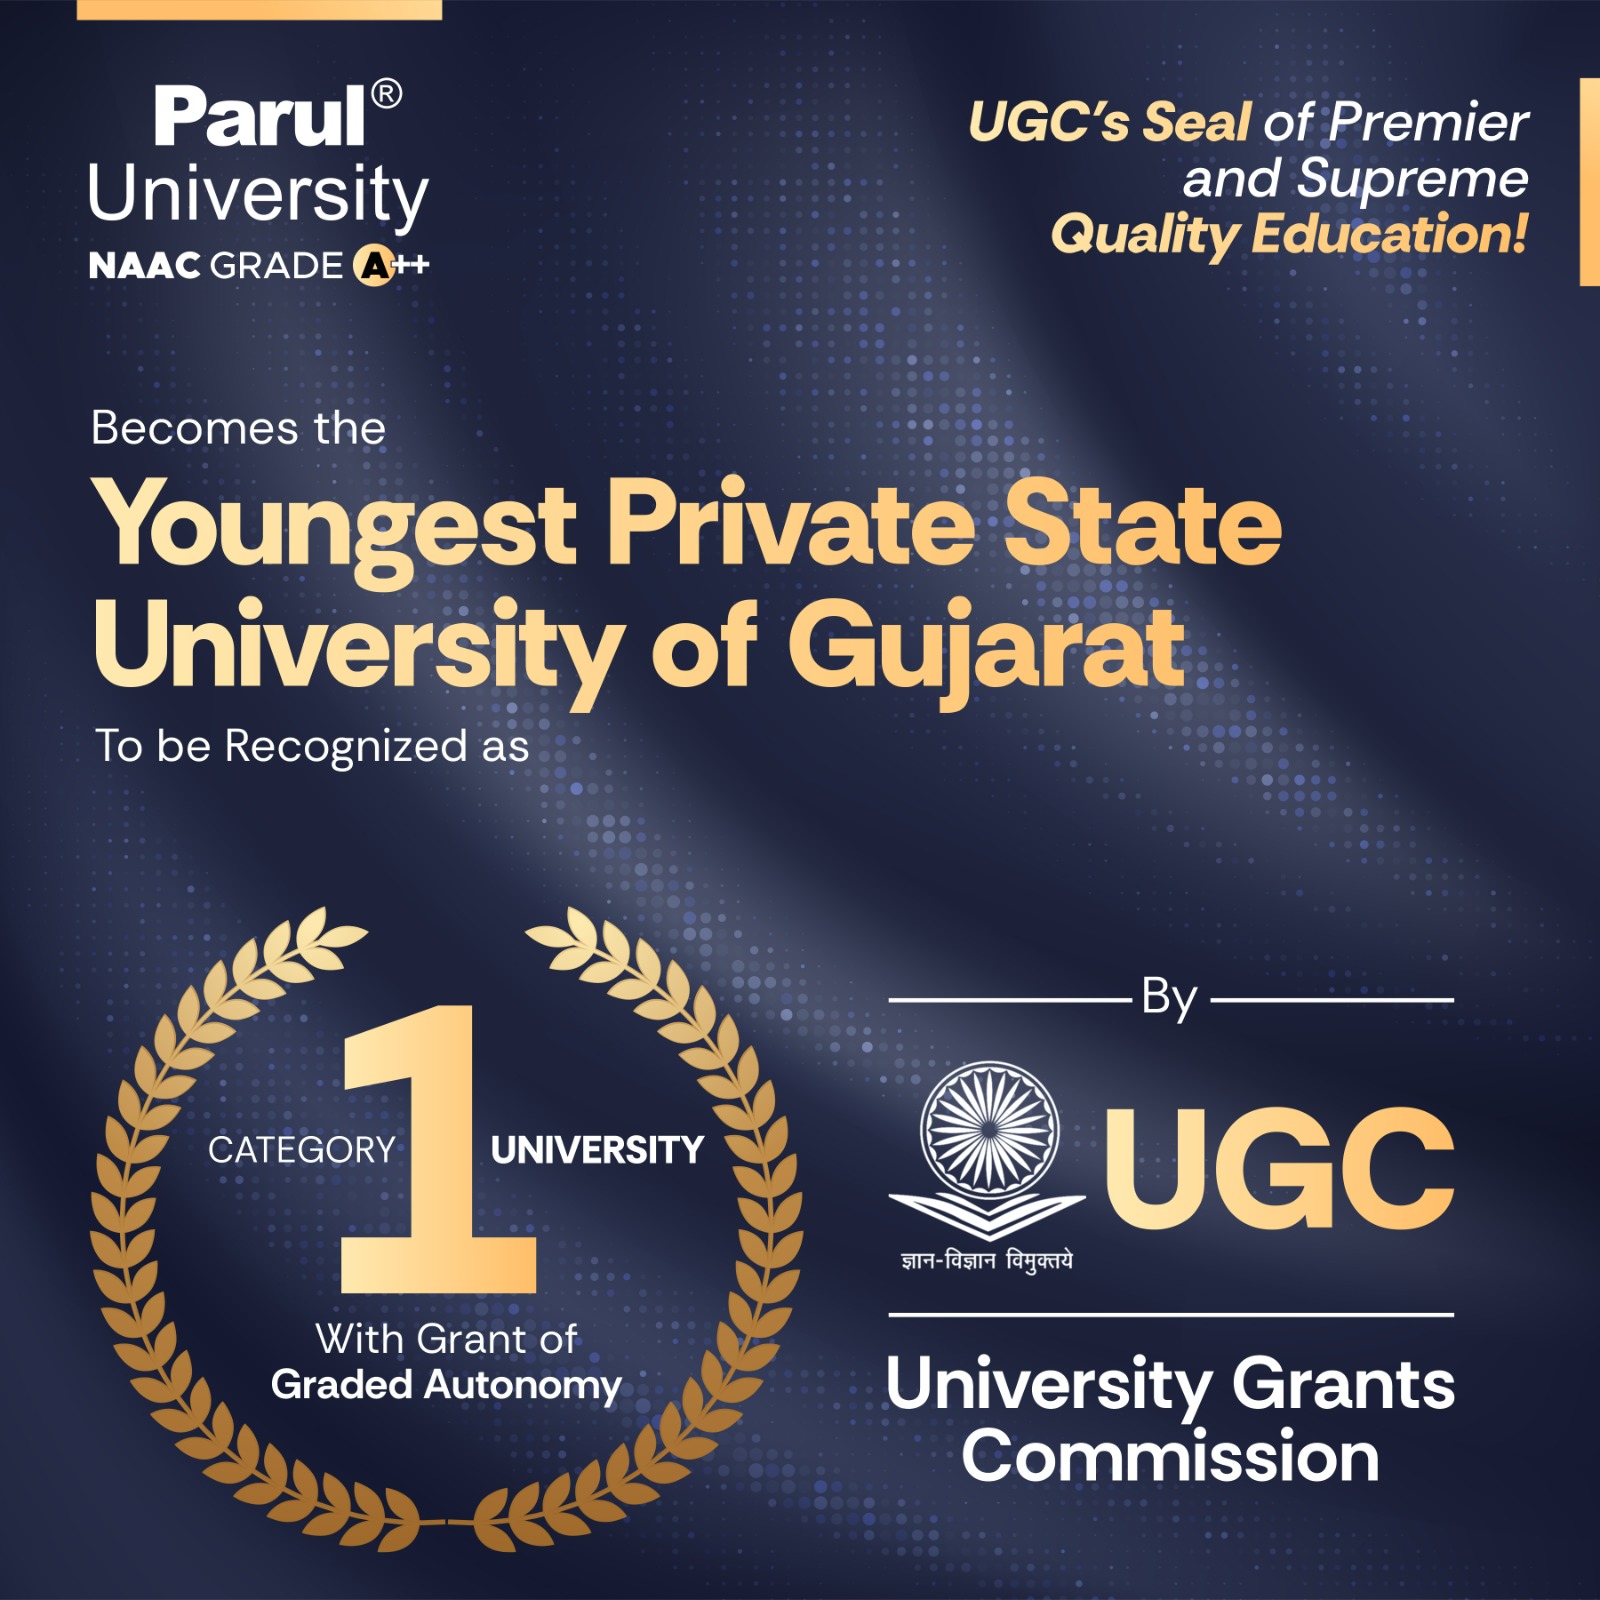 Parul®
University
NAAC GRADE A++
UGC's Seal of Premier
and Supreme
Quality Education!
Becomes the
Youngest Private State
University of Gujarat
To be Recognized as
CATEGORY 1 UNIVERSITY
With Grant of
Graded Autonomy
By
UGC
ज्ञान-विज्ञान विमुक्तये
University Grants
Commission